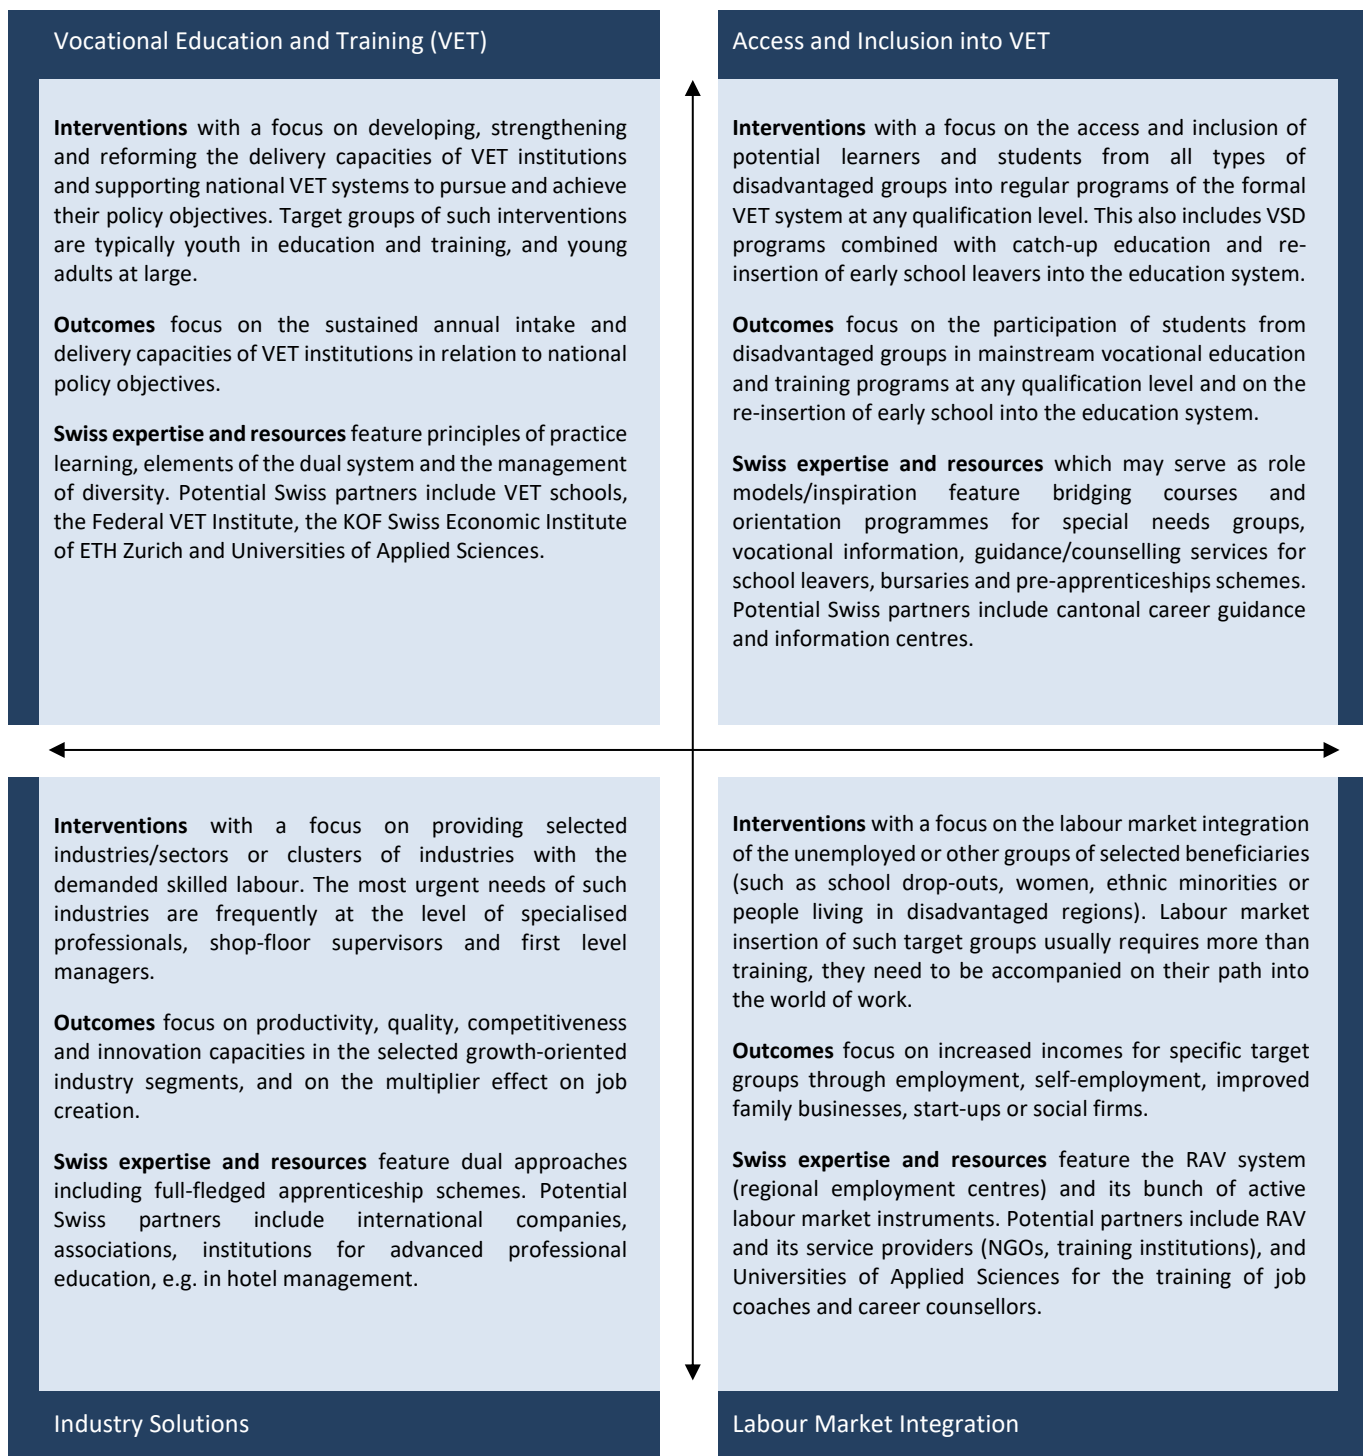 Vocational Education and Training (VET)
Interventions with a focus on developing, strengthening
and reforming the delivery capacities of VET institutions
and supporting national VET systems to pursue and achieve
their policy objectives. Target groups of such interventions
are typically youth in education and training, and young
adults at large.
Outcomes focus on the sustained annual intake and
delivery capacities of VET institutions in relation to national
policy objectives.
Swiss expertise and resources feature principles of practice
learning, elements of the dual system and the management
of diversity. Potential Swiss partners include VET schools,
the Federal VET Institute, the KOF Swiss Economic Institute
of ETH Zurich and Universities of Applied Sciences.
Access and Inclusion into VET
Interventions with a focus on the access and inclusion of
potential learners and students from all types of
disadvantaged groups into regular programs of the formal
VET system at any qualification level. This also includes VSD
programs combined with catch-up education and re-
insertion of early school leavers into the education system.
Outcomes focus on the participation of students from
disadvantaged groups in mainstream vocational education
and training programs at any qualification level and on the
re-insertion of early school into the education system.
Swiss expertise and resources which may serve as role
models/inspiration feature bridging courses and
orientation programmes for special needs groups,
vocational information, guidance/counselling services for
school leavers, bursaries and pre-apprenticeships schemes.
Potential Swiss partners include cantonal career guidance
and information centres.
Interventions with a focus on providing selected
industries/sectors or clusters of industries with the
demanded skilled labour. The most urgent needs of such
industries are frequently at the level of specialised
professionals, shop-floor supervisors and first level
managers.
Outcomes focus on productivity, quality, competitiveness
and innovation capacities in the selected growth-oriented
industry segments, and on the multiplier effect on job
creation.
Swiss expertise and resources feature dual approaches
including full-fledged apprenticeship schemes. Potential
Swiss partners include international companies,
associations, institutions for advanced professional
education, e.g. in hotel management.
Industry Solutions
Interventions with a focus on the labour market integration
of the unemployed or other groups of selected beneficiaries
(such as school drop-outs, women, ethnic minorities or
people living in disadvantaged regions). Labour market
insertion of such target groups usually requires more than
training, they need to be accompanied on their path into
the world of work.
Outcomes focus on increased incomes for specific target
groups through employment, self-employment, improved
family businesses, start-ups or social firms.
Swiss expertise and resources feature the RAV system
(regional employment centres) and its bunch of active
labour market instruments. Potential partners include RAV
and its service providers (NGOs, training institutions), and
Universities of Applied Sciences for the training of job
coaches and career counsellors.
Labour Market Integration